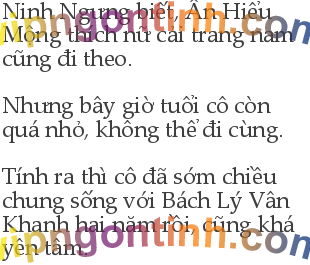 Ninh Ngưng biết, Ân Hiểu
Mộng thích nữ cải trang nam
cũng đi theo.
Nhưng bây giờ tuổi cô còn
quá nhỏ, không thể đi cùng.
Tính ra thì cô đã sớm chiều
chung sống với Bách Lý Vân
Khanh hai năm rồi, cũng khá
yên tâm.
vipngontinh.com
vipngontinh.com